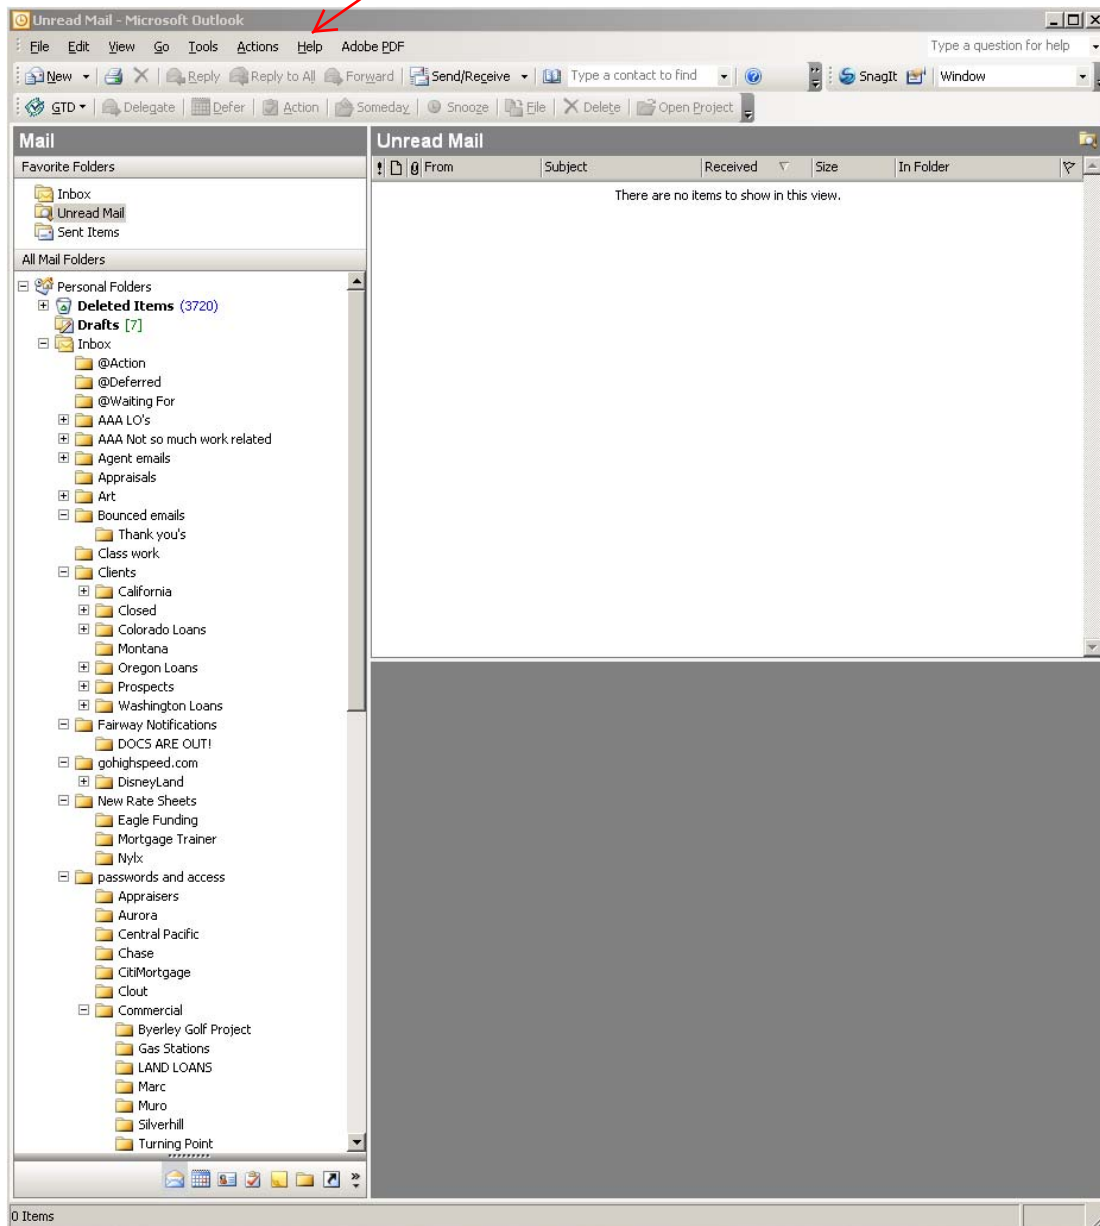 Unread Mail - Microsoft Outlook
File Edit View Go Tools Actions Help Adobe PDF Type a question for help
New Reply Reply to All Forward Send/Receive Type a contact to find SnagIt Window
GTD Delegate Defer Action Someday Snooze File Delete Open Project
Mail
Favorite Folders
Inbox
Unread Mail
Sent Items
All Mail Folders
Personal Folders
Deleted Items (3720)
Drafts [7]
Inbox
@Action
@Deferred
@Waiting For
AAA LO's
AAA Not so much work related
Agent emails
Appraisals
Art
Bounced emails
Thank you's
Class work
Clients
California
Closed
Colorado Loans
Montana
Oregon Loans
Prospects
Washington Loans
Fairway Notifications
DOCS ARE OUT!
gohighspeed.com
DisneyLand
New Rate Sheets
Eagle Funding
Mortgage Trainer
Nylx
passwords and access
Appraisers
Aurora
Central Pacific
Chase
CitiMortgage
Clout
Commercial
Byerley Golf Project
Gas Stations
LAND LOANS
Marc
Muro
Silverhill
Turning Point
Unread Mail
From Subject Received Size In Folder
There are no items to show in this view.
0 Items